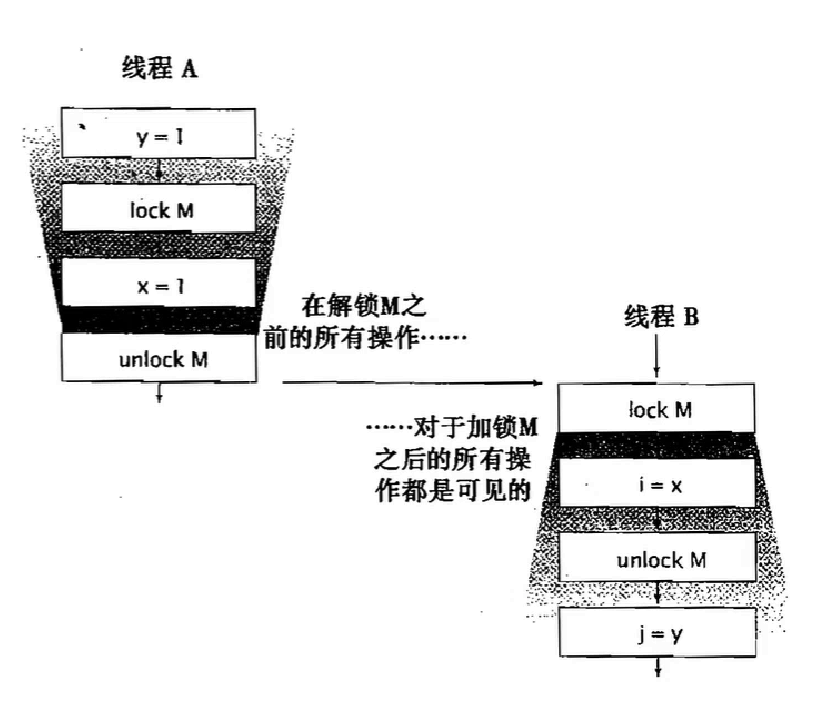 线程 A
y = 1
lock M
x = 1
unlock M
在解锁M之
前的所有操作……
线程 B
lock M
……对于加锁M
之后的所有操
作都是可见的
i = x
unlock M
j = y